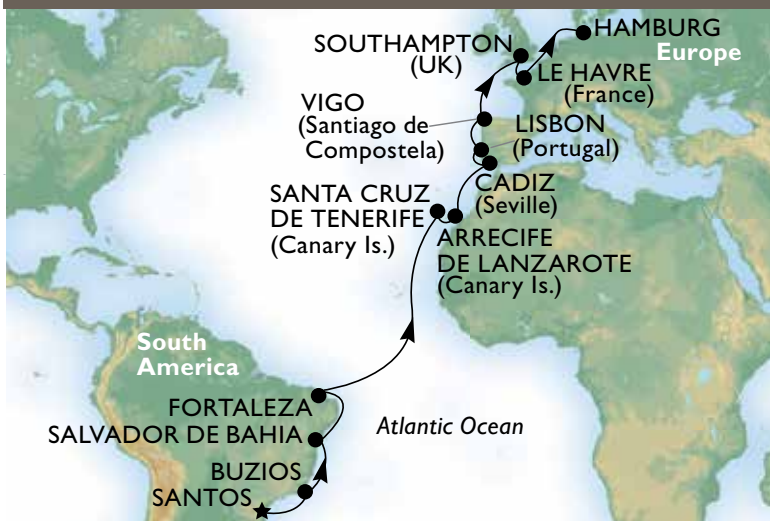 HAMBURG
Europe
SOUTHAMPTON
(UK)
LE HAVRE
(France)
VIGO
(Santiago de
Compostela)
LISBON
(Portugal)
CADIZ
(Seville)
SANTA CRUZ
DE TENERIFE
(Canary Is.)
ARRECIFE
DE LANZAROTE
(Canary Is.)
South
America
FORTALEZA
SALVADOR DE BAHIA
Atlantic Ocean
BUZIOS
SANTOS